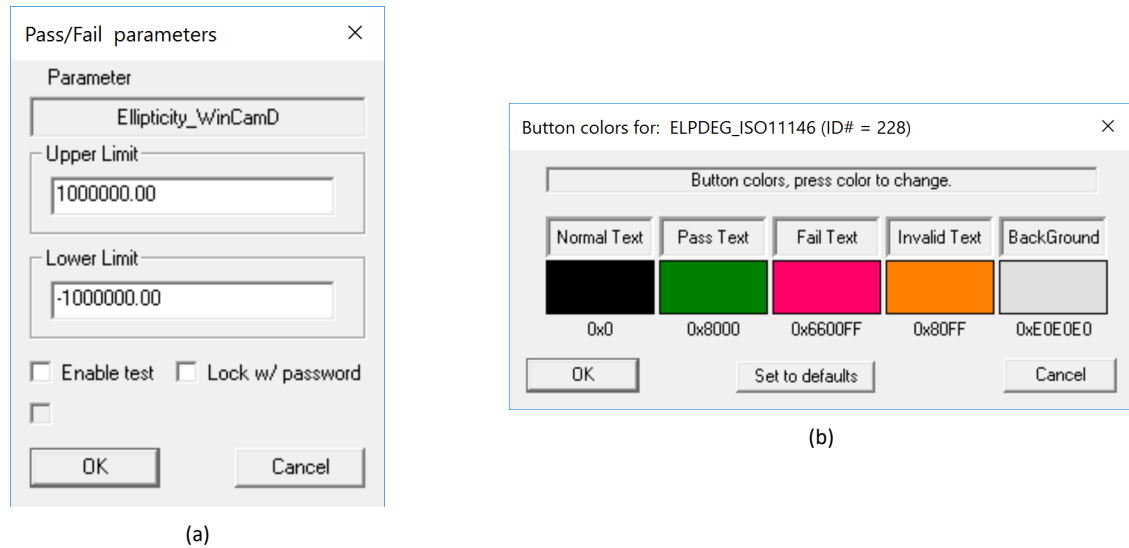 Pass/Fail parameters
Parameter
Ellipticity_WinCamD
Upper Limit
1000000.00
Lower Limit
-1000000.00
Enable test Lock w/ password
OK Cancel
(a)
Button colors for: ELPDEG_ISO11146 (ID# = 228)
Button colors, press color to change.
Normal Text Pass Text Fail Text Invalid Text BackGround
0x0 0x8000 0x6600FF 0x80FF 0xE0E0E0
OK Set to defaults Cancel
(b)